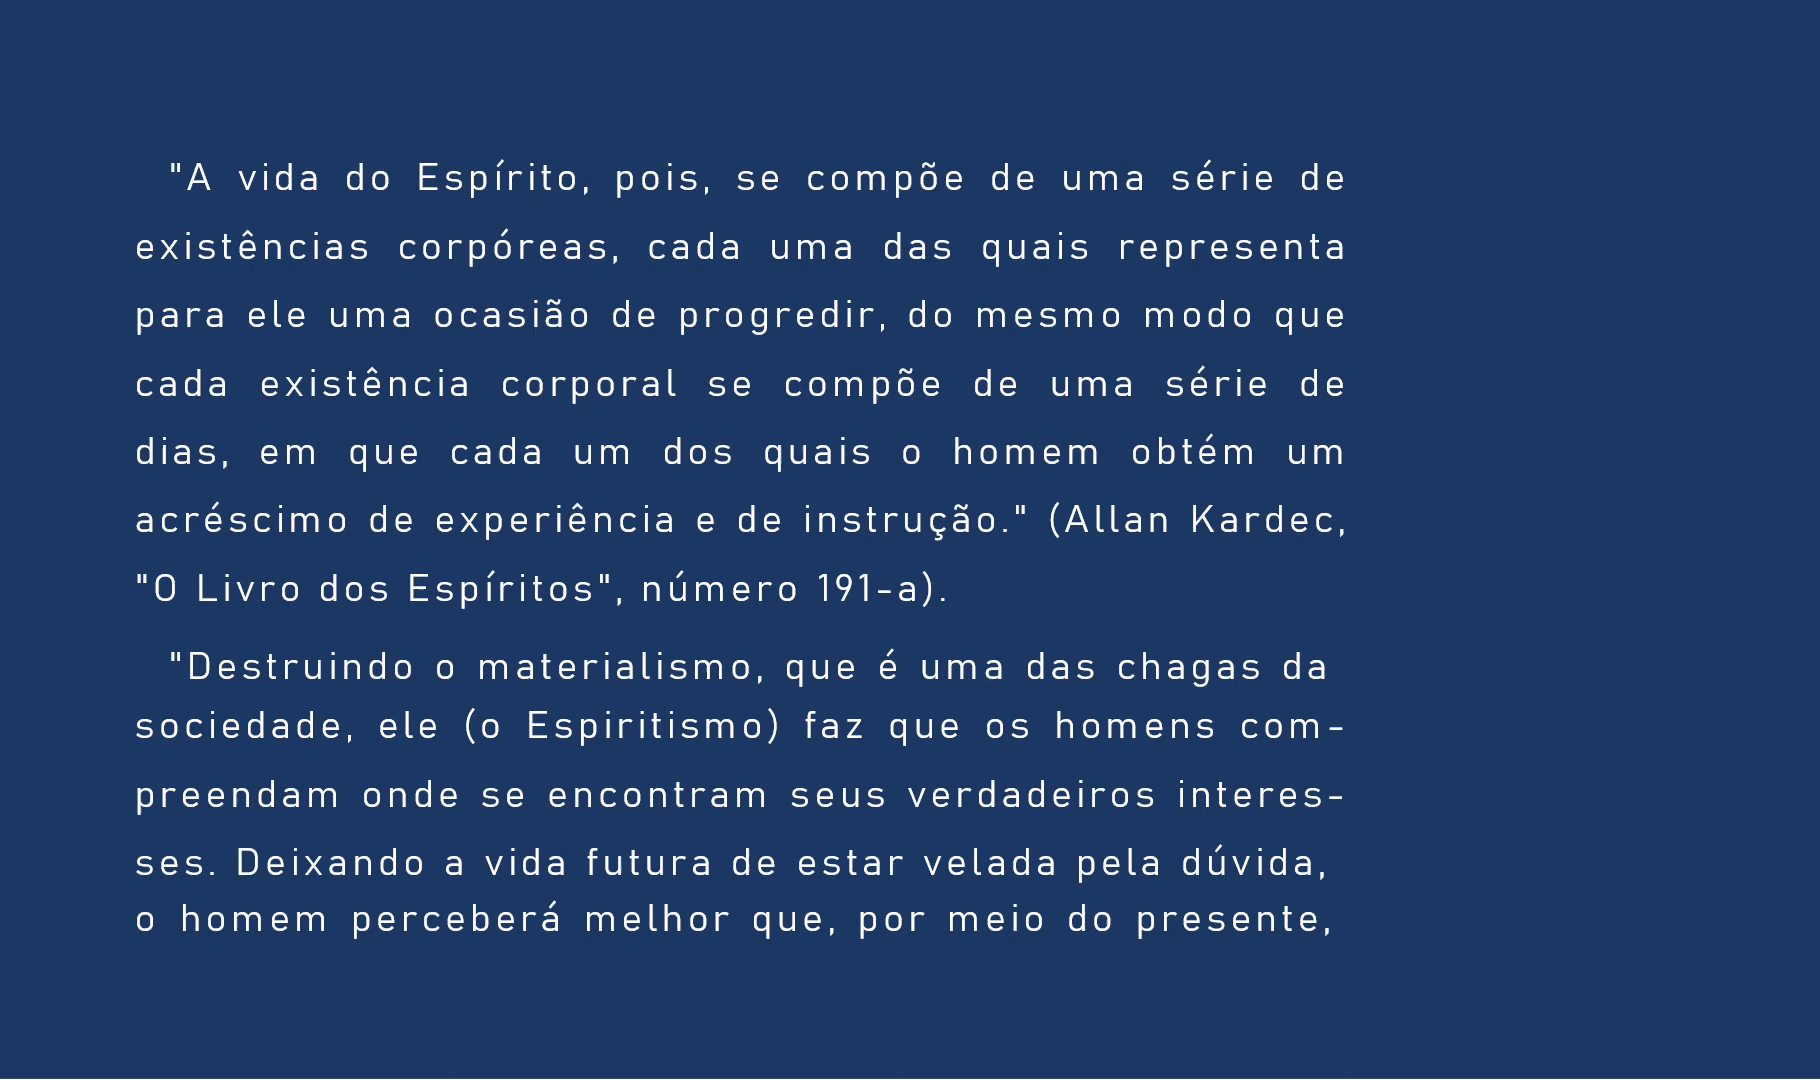 "A vida do Espírito, pois, se compõe de uma série de
existências corpóreas, cada uma das quais representa
para ele uma ocasião de progredir, do mesmo modo que
cada existência corporal se compõe de uma série de
dias, em que cada um dos quais o homem obtém um
acréscimo de experiência e de instrução." (Allan Kardec,
"O Livro dos Espíritos", número 191-a).
"Destruindo o materialismo, que é uma das chagas da
sociedade, ele (o Espiritismo) faz que os homens com-
preendam onde se encontram seus verdadeiros interes-
ses. Deixando a vida futura de estar velada pela dúvida,
o homem perceberá melhor que, por meio do presente,